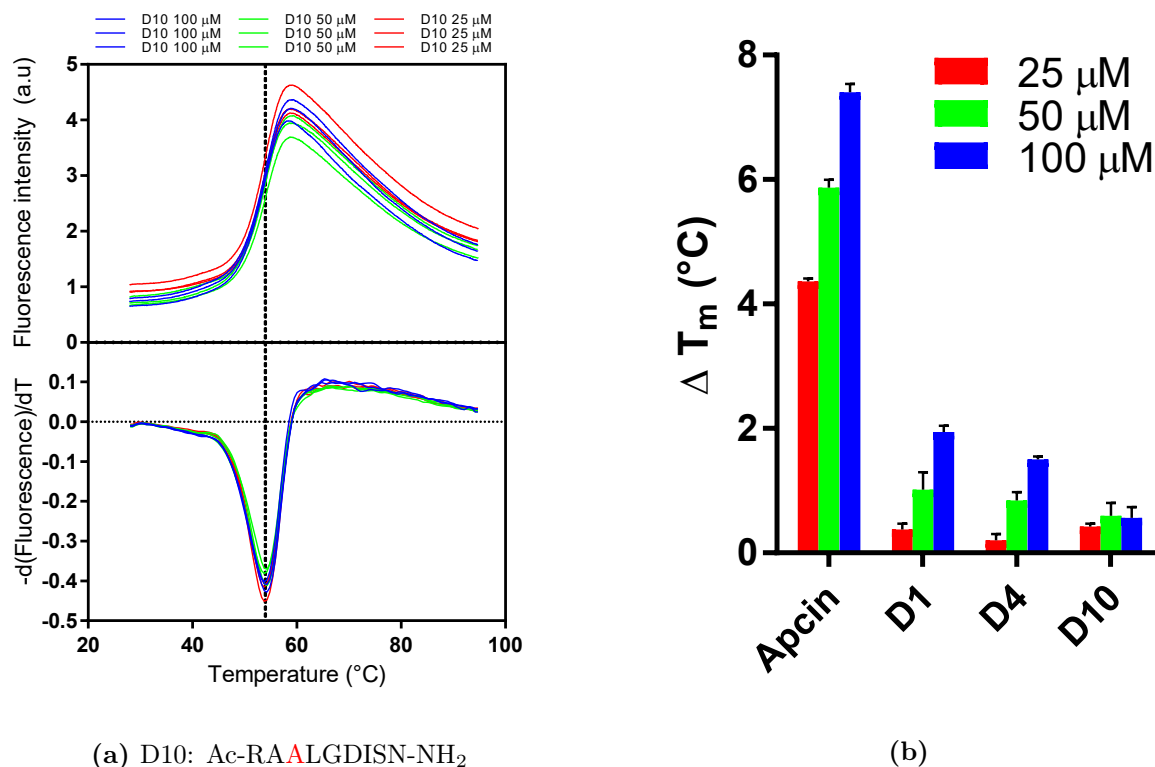 D10 100 μM D10 50 μM D10 25 μM
D10 100 μM D10 50 μM D10 25 μM
D10 100 μM D10 50 μM D10 25 μM
Fluorescence intensity (a.u)
5
4
3
2
1
0
-d(Fluorescence)/dT
0.1
0.0
-0.1
-0.2
-0.3
-0.4
-0.5
20 40 60 80 100
Temperature (°C)
(a) D10: Ac-RAALGDISN-NH₂
25 μM
50 μM
100 μM
Δ Tₘ (°C)
8
6
4
2
0
Apcin D1 D4 D10
(b)